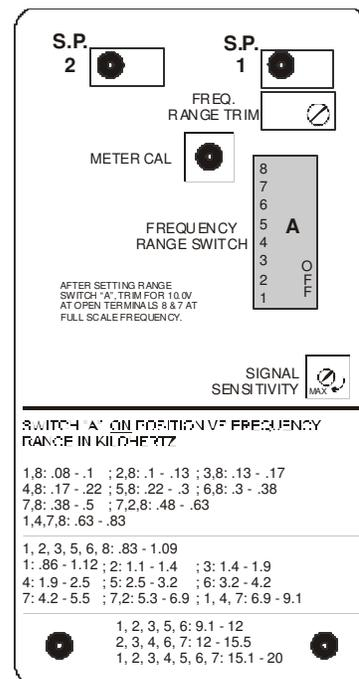 S.P.
2
S.P.
1
FREQ.
RANGE TRIM
METER CAL
8
7
6
5
4
3
2
1
A
OFF
FREQUENCY
RANGE SWITCH
AFTER SETTING RANGE
SWITCH "A", TRIM FOR 10.0V
AT OPEN TERMINALS 8 & 7 AT
FULL SCALE FREQUENCY.
SIGNAL
SENSITIVITY
MAX
SWITCH "A" ON POSITION VS FREQUENCY
RANGE IN KILOHERTZ
1,8: .08 - .1 ; 2,8: .1 - .13 ; 3,8: .13 - .17
4,8: .17 - .22 ; 5,8: .22 - .3 ; 6,8: .3 - .38
7,8: .38 - .5 ; 7,2,8: .48 - .63
1,4,7,8: .63 - .83
1, 2, 3, 5, 6, 8: .83 - 1.09
1: .86 - 1.12 ; 2: 1.1 - 1.4 ; 3: 1.4 - 1.9
4: 1.9 - 2.5 ; 5: 2.5 - 3.2 ; 6: 3.2 - 4.2
7: 4.2 - 5.5 ; 7,2: 5.3 - 6.9 ; 1, 4, 7: 6.9 - 9.1
1, 2, 3, 5, 6: 9.1 - 12
2, 3, 4, 6, 7: 12 - 15.5
1, 2, 3, 4, 5, 6, 7: 15.1 - 20